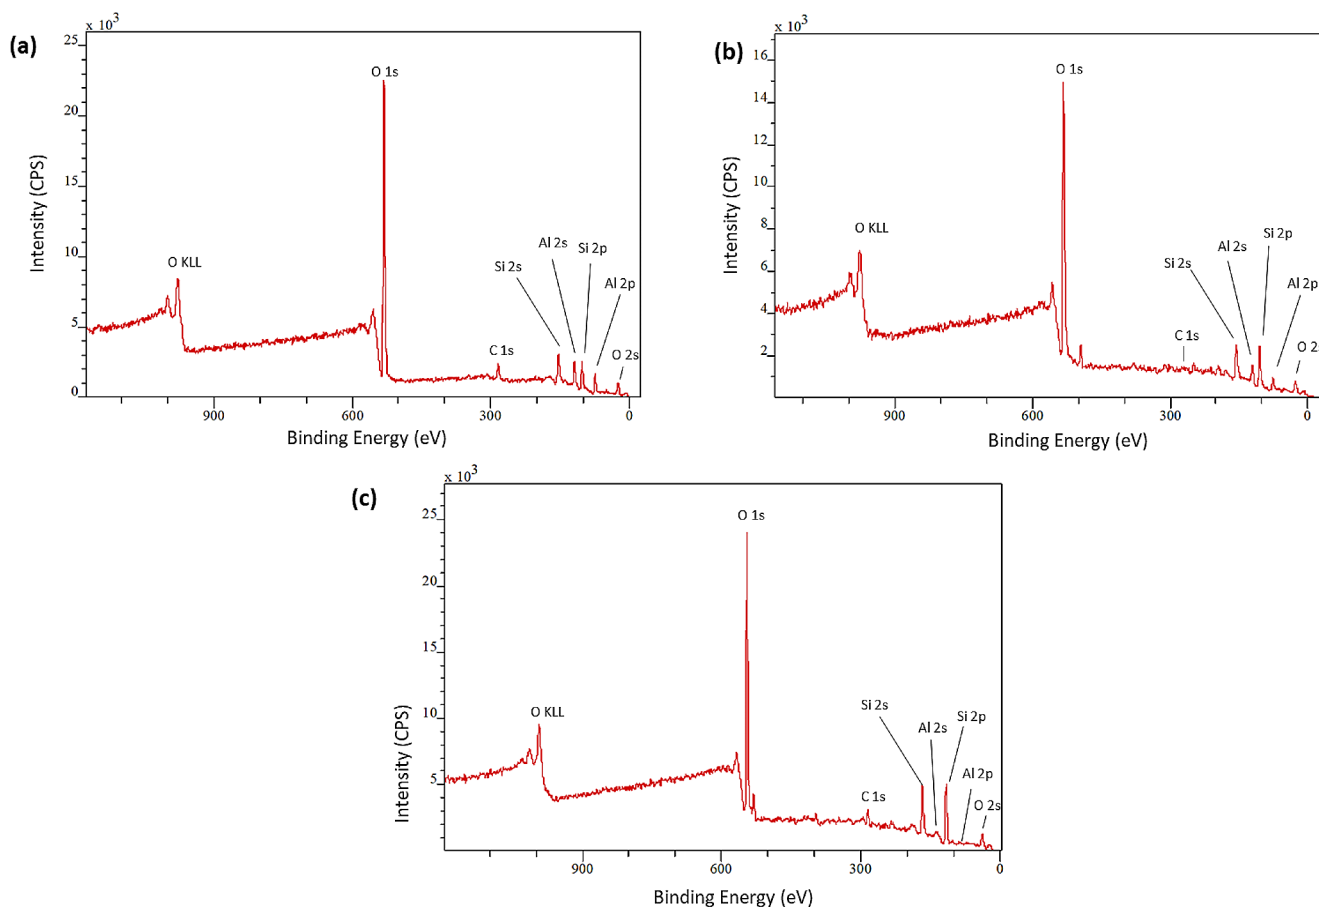 (a)
x 10³
25
20
15
10
5
0
Intensity (CPS)
O KLL
O 1s
C 1s
Si 2s
Al 2s
Si 2p
Al 2p
O 2s
900
600
300
0
Binding Energy (eV)
(b)
x 10³
16
14
12
10
8
6
4
2
Intensity (CPS)
O KLL
O 1s
C 1s
Si 2s
Al 2s
Si 2p
Al 2p
O 2s
900
600
300
0
Binding Energy (eV)
(c)
x 10³
25
20
15
10
5
Intensity (CPS)
O KLL
O 1s
C 1s
Si 2s
Al 2s
Si 2p
Al 2p
O 2s
900
600
300
0
Binding Energy (eV)